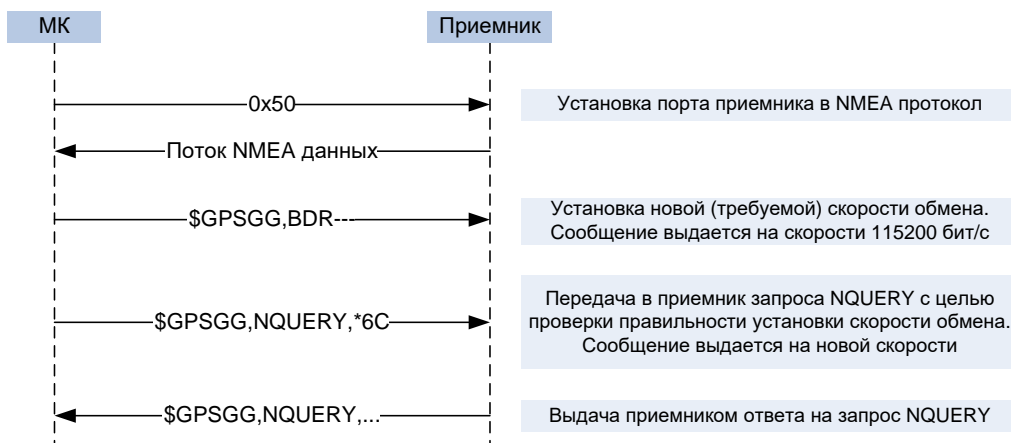 МК
Приемник
0x50
Установка порта приемника в NMEA протокол
Поток NMEA данных
$GPSGG,BDR---
Установка новой (требуемой) скорости обмена.
Сообщение выдается на скорости 115200 бит/с
$GPSGG,NQUERY,*6C
Передача в приемник запроса NQUERY с целью
проверки правильности установки скорости обмена.
Сообщение выдается на новой скорости
$GPSGG,NQUERY,...
Выдача приемником ответа на запрос NQUERY